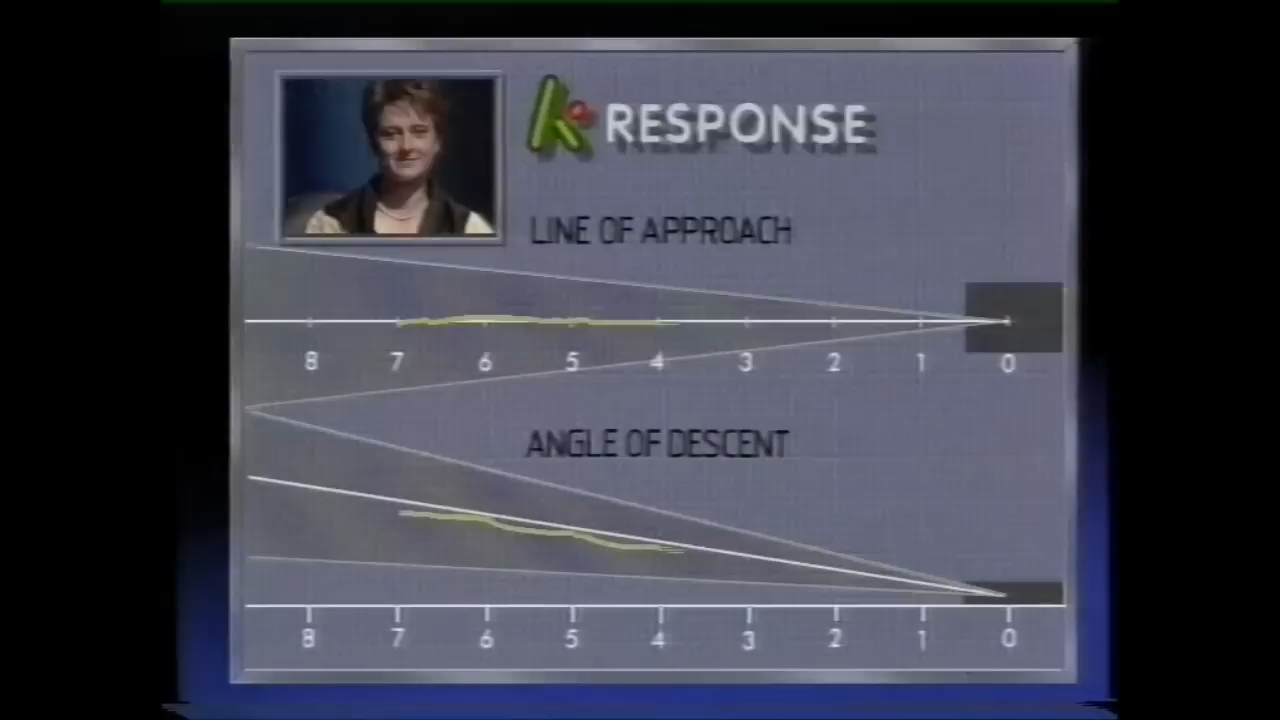 K RESPONSE
LINE OF APPROACH
8 7 6 5 4 3 2 1 0
ANGLE OF DESCENT
8 7 6 5 4 3 2 1 0